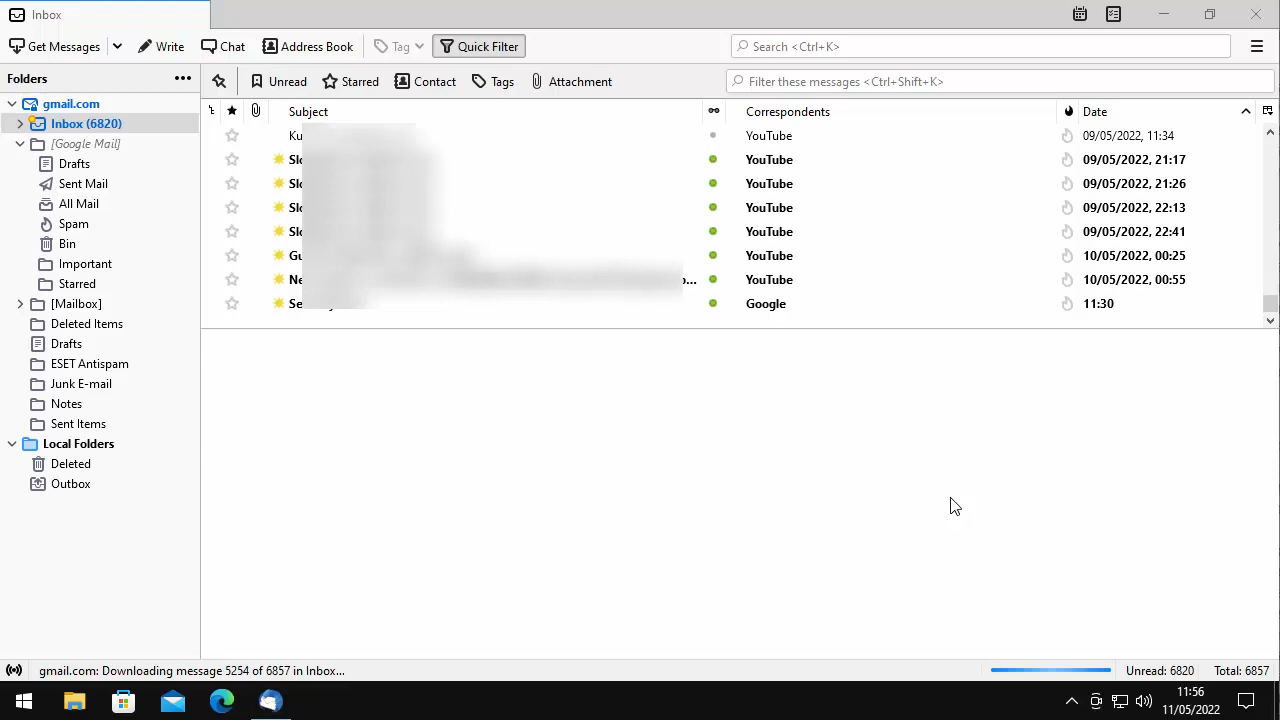 Inbox
Get Messages Write Chat Address Book Tag Quick Filter Search <Ctrl+K>
Folders
Unread Starred Contact Tags Attachment Filter these messages <Ctrl+Shift+K>
gmail.com
Inbox (6820)
[Google Mail]
Drafts
Sent Mail
All Mail
Spam
Bin
Important
Starred
[Mailbox]
Deleted Items
Drafts
ESET Antispam
Junk E-mail
Notes
Sent Items
Local Folders
Deleted
Outbox
Subject Correspondents Date
Ku YouTube 09/05/2022, 11:34
YouTube 09/05/2022, 21:17
YouTube 09/05/2022, 21:26
YouTube 09/05/2022, 22:13
YouTube 09/05/2022, 22:41
Gu YouTube 10/05/2022, 00:25
Ne ... YouTube 10/05/2022, 00:55
Se Google 11:30
gmail.com: Downloading message 5254 of 6857 in Inbox... Unread: 6820 Total: 6857
11:56
11/05/2022